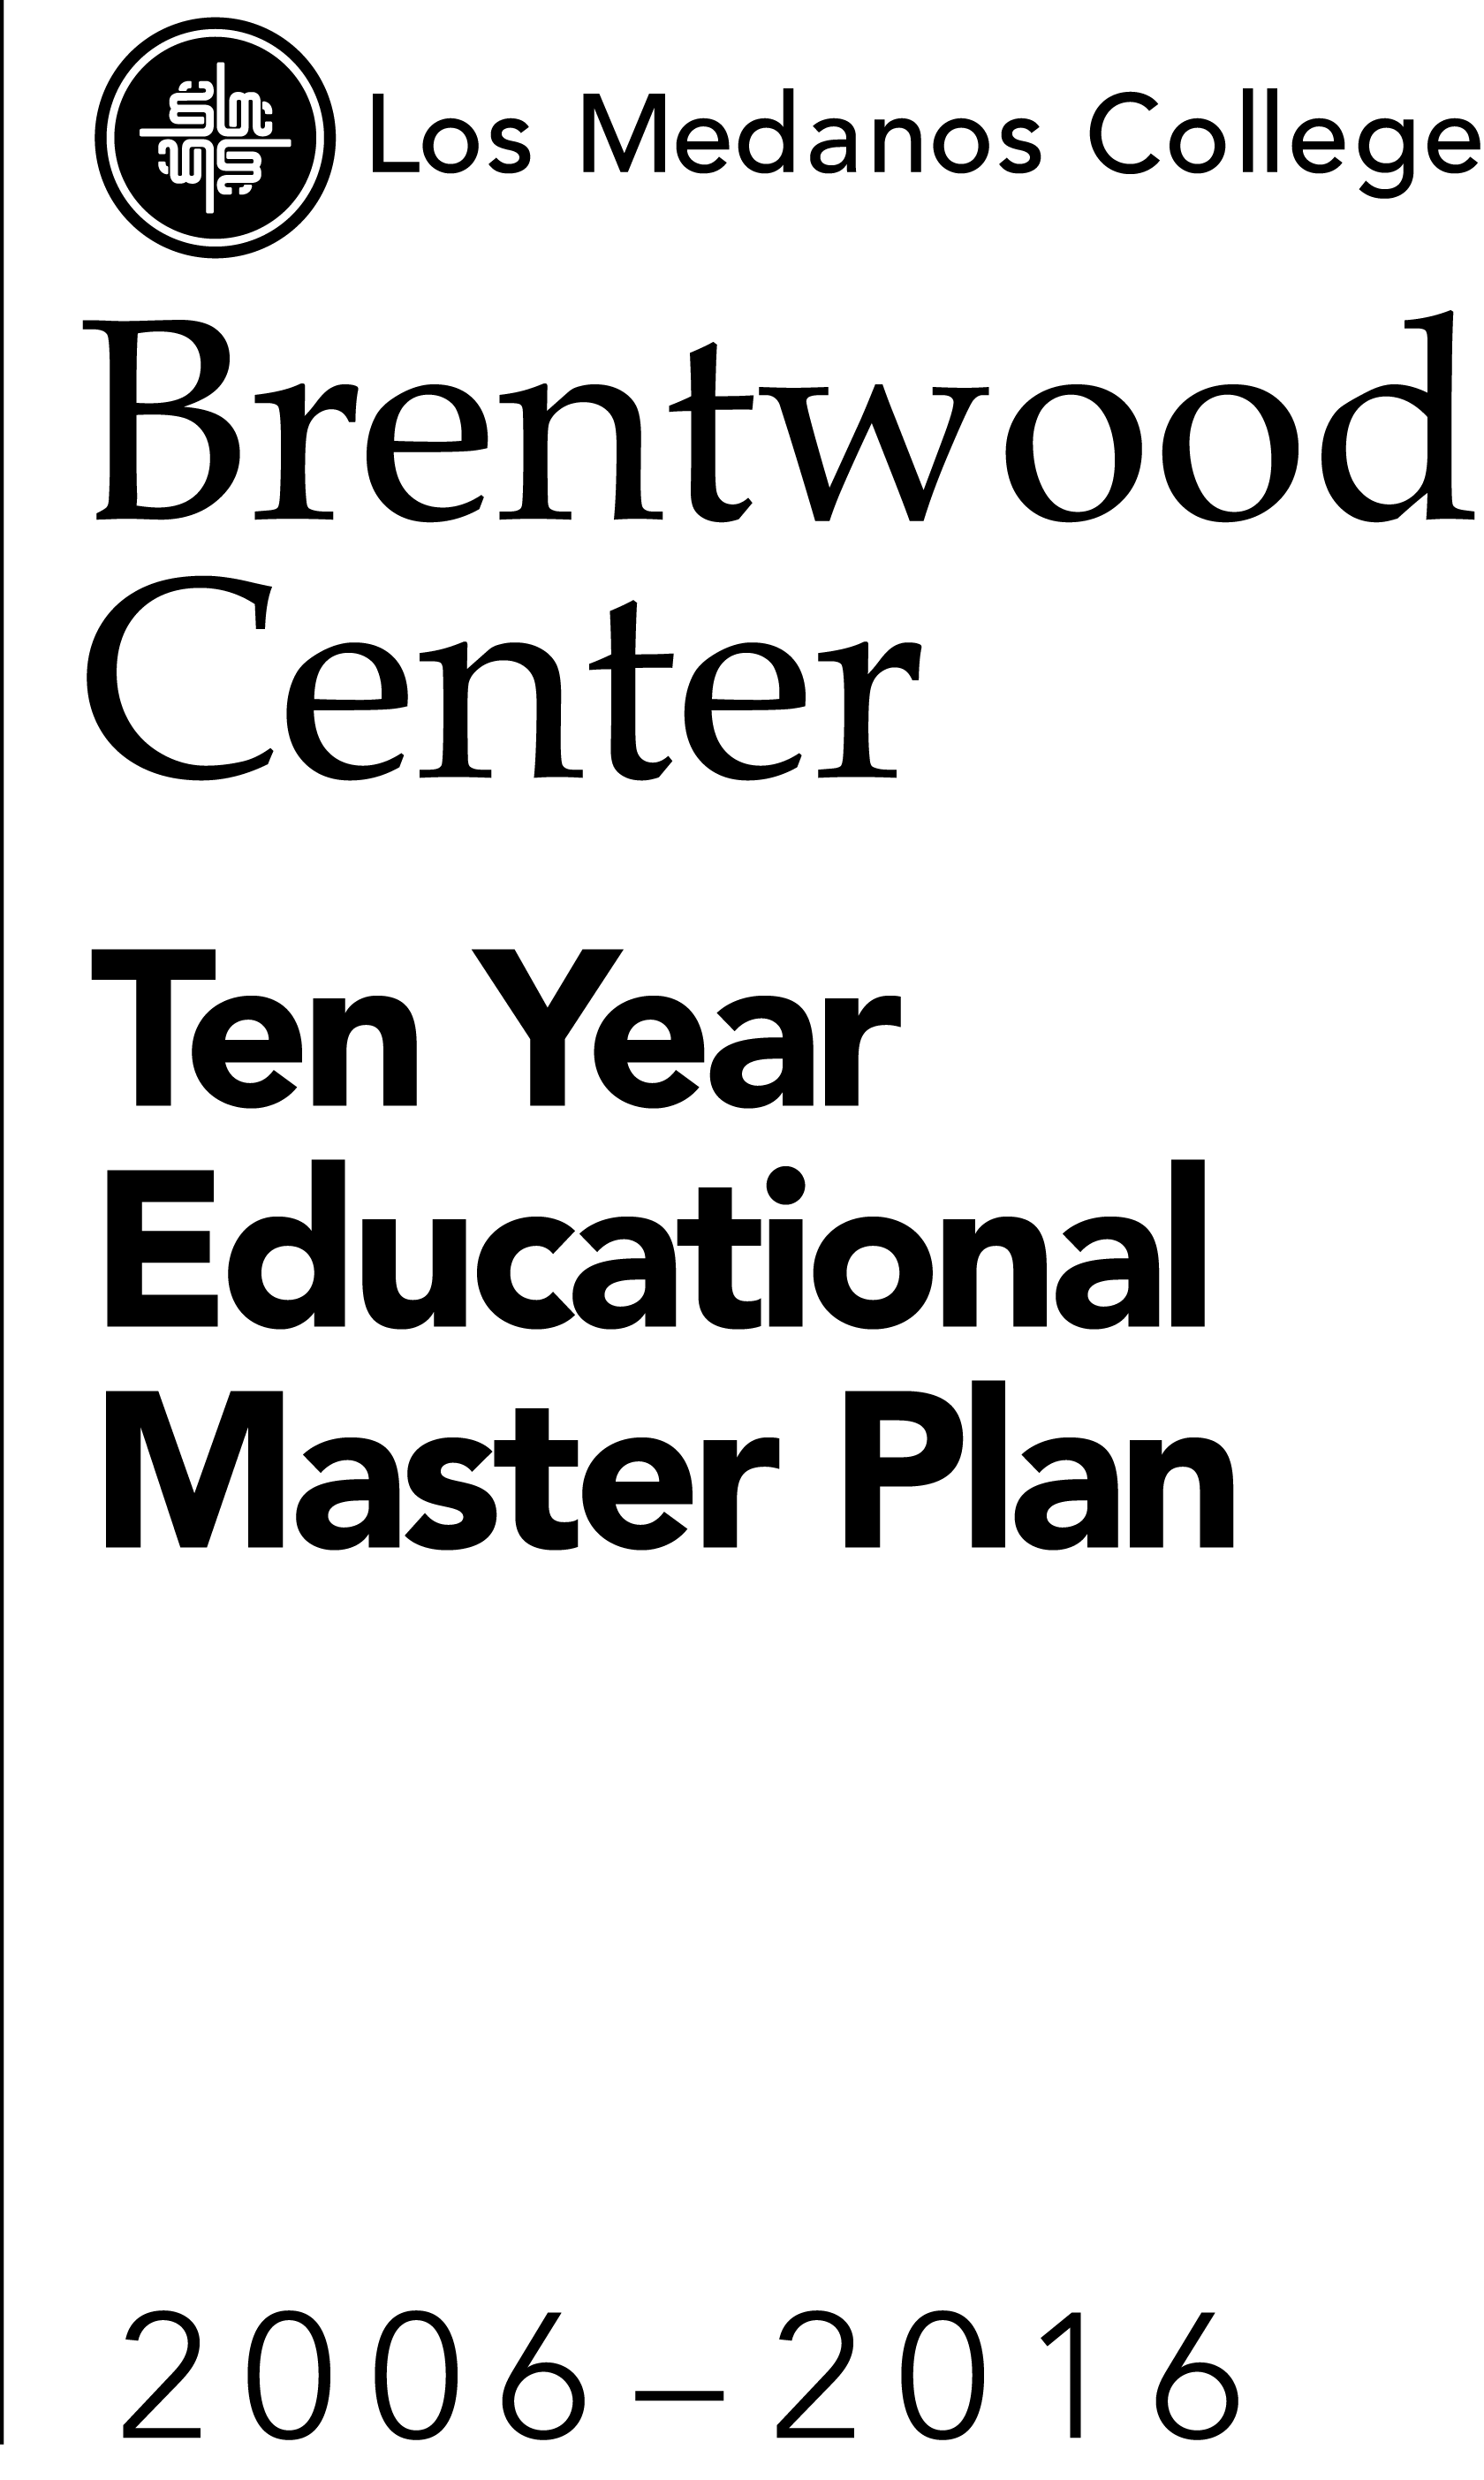 Los Medanos College
Brentwood
Center
Ten Year
Educational
Master Plan
2006–2016